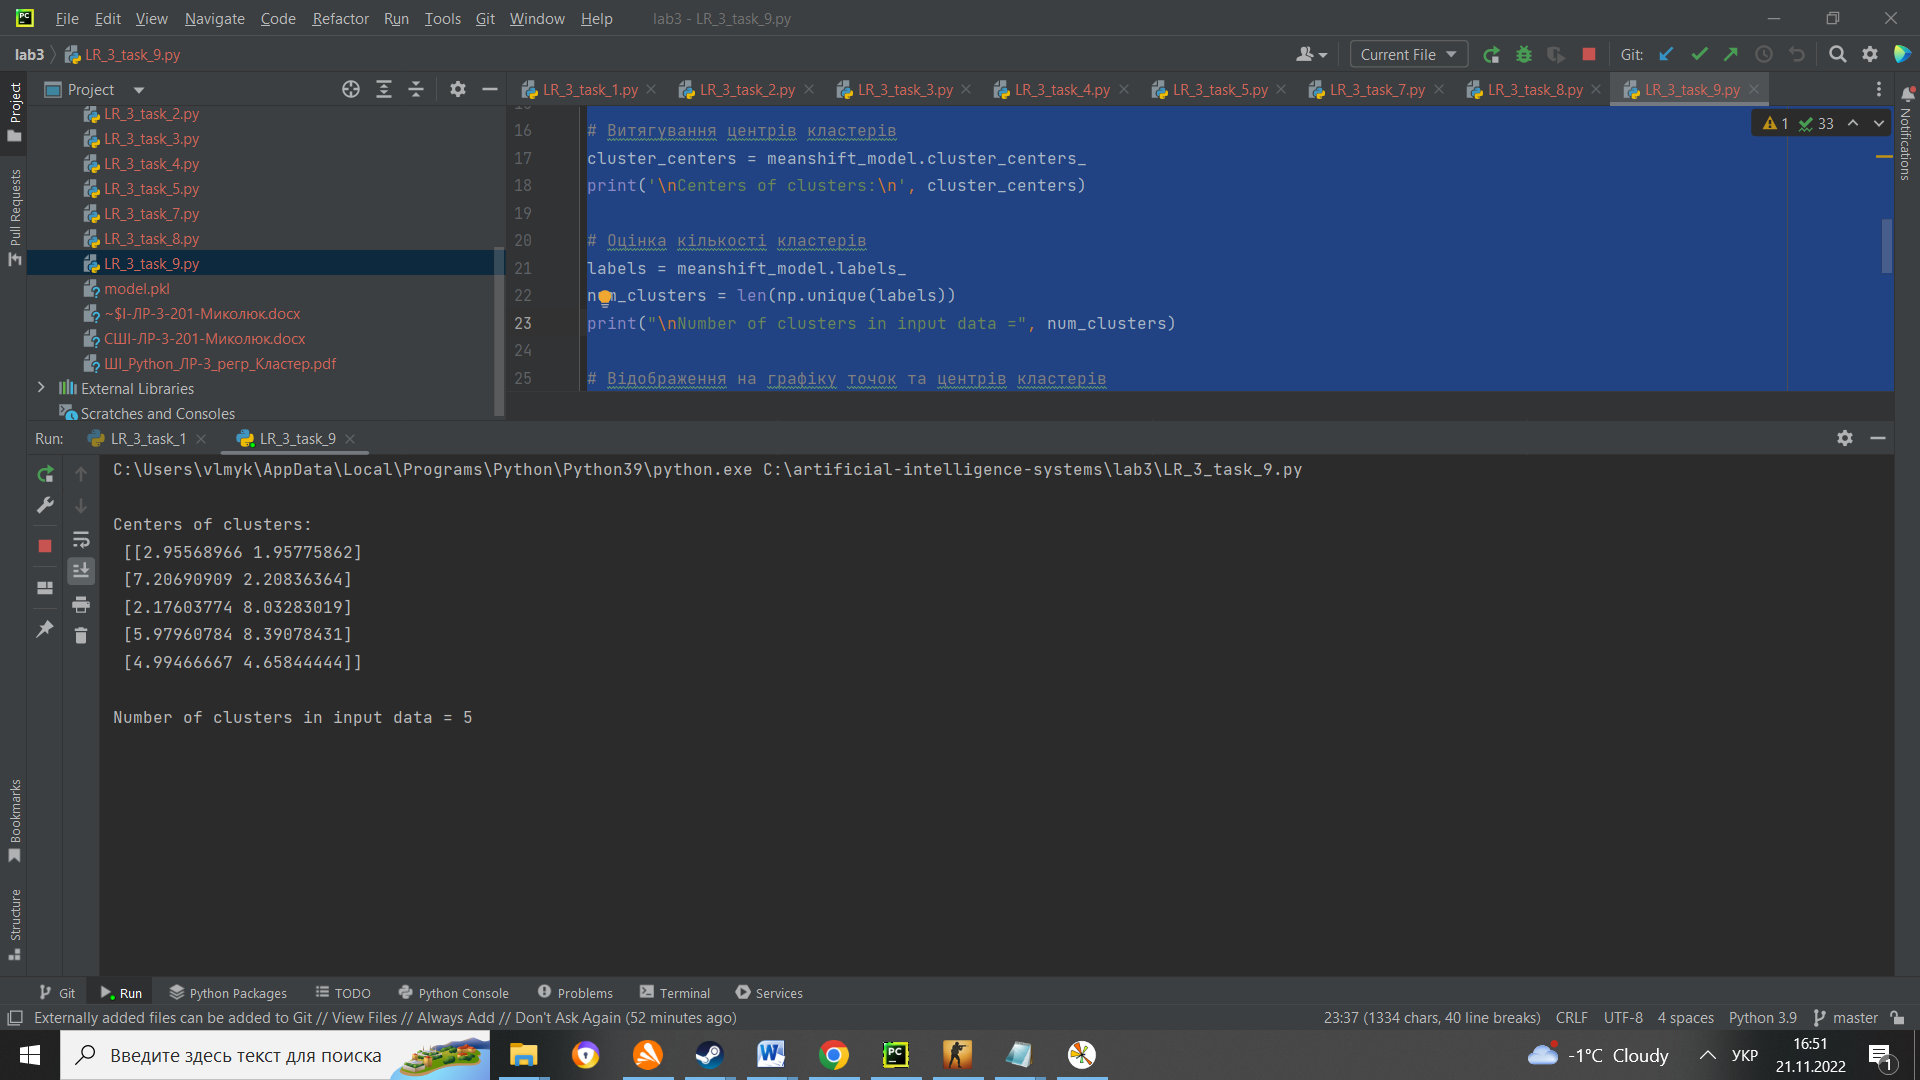 File Edit View Navigate Code Refactor Run Tools Git Window Help lab3 - LR_3_task_9.py
lab3 LR_3_task_9.py Current File Git:
Project LR_3_task_1.py LR_3_task_2.py LR_3_task_3.py LR_3_task_4.py LR_3_task_5.py LR_3_task_7.py LR_3_task_8.py LR_3_task_9.py
Project
Pull Requests
Bookmarks
Structure
Notifications
LR_3_task_2.py
LR_3_task_3.py
LR_3_task_4.py
LR_3_task_5.py
LR_3_task_7.py
LR_3_task_8.py
LR_3_task_9.py
model.pkl
~$І-ЛР-3-201-Миколюк.docx
СШІ-ЛР-3-201-Миколюк.docx
ШІ_Python_ЛР-3_регр_Кластер.pdf
External Libraries
Scratches and Consoles
1 33
16 # Витягування центрів кластерів
17 cluster_centers = meanshift_model.cluster_centers_
18 print('\nCenters of clusters:\n', cluster_centers)
19
20 # Оцінка кількості кластерів
21 labels = meanshift_model.labels_
22 num_clusters = len(np.unique(labels))
23 print("\nNumber of clusters in input data =", num_clusters)
24
25 # Відображення на графіку точок та центрів кластерів
Run: LR_3_task_1 LR_3_task_9
C:\Users\vlmyk\AppData\Local\Programs\Python\Python39\python.exe C:\artificial-intelligence-systems\lab3\LR_3_task_9.py
Centers of clusters:
[[2.95568966 1.95775862]
[7.20690909 2.20836364]
[2.17603774 8.03283019]
[5.97960784 8.39078431]
[4.99466667 4.65844444]]
Number of clusters in input data = 5
Git Run Python Packages TODO Python Console Problems Terminal Services
Externally added files can be added to Git // View Files // Always Add // Don't Ask Again (52 minutes ago) 23:37 (1334 chars, 40 line breaks) CRLF UTF-8 4 spaces Python 3.9 master
Введите здесь текст для поиска -1°C Cloudy УКР 16:51
21.11.2022 1